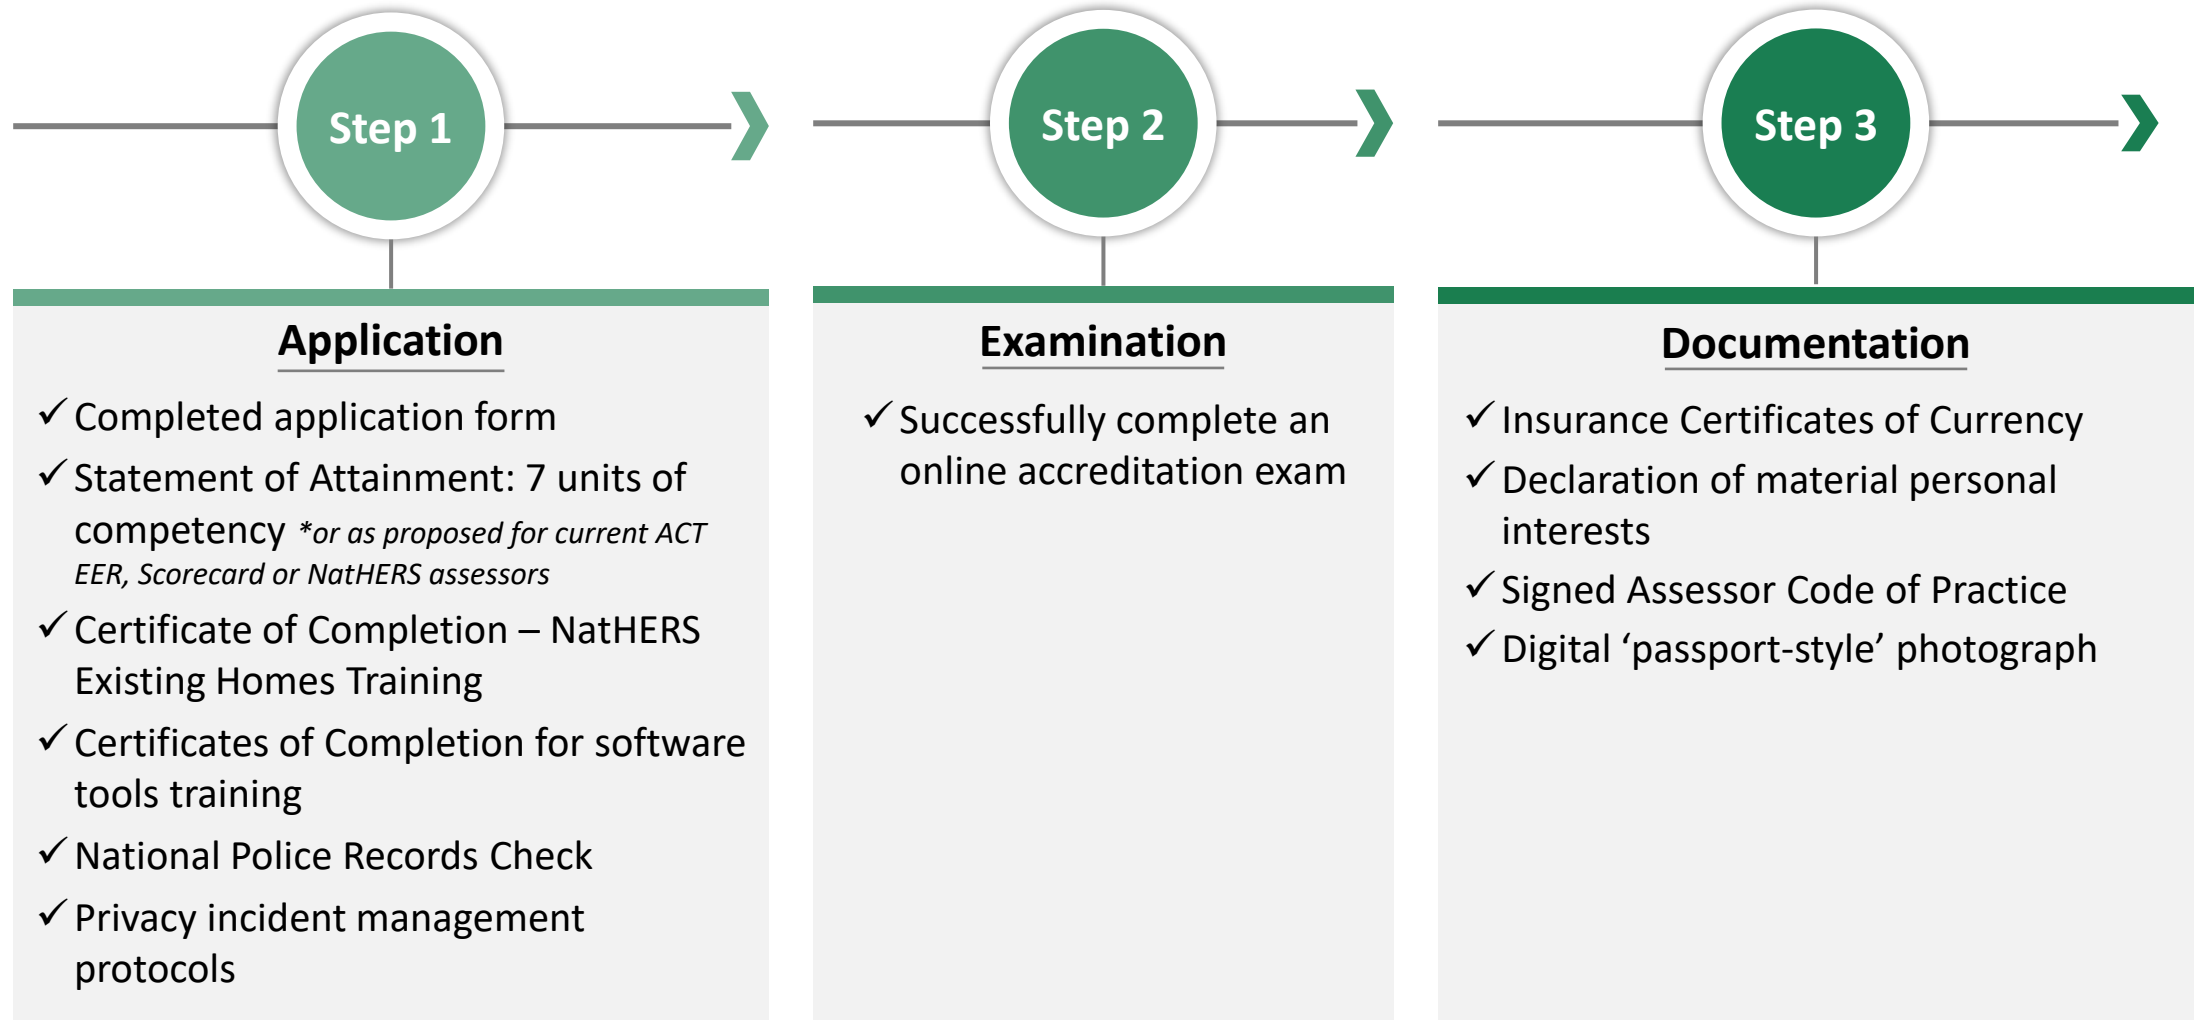 Step 1
Step 2
Step 3
Application
✓ Completed application form
✓ Statement of Attainment: 7 units of
competency *or as proposed for current ACT
EER, Scorecard or NatHERS assessors
✓ Certificate of Completion – NatHERS
Existing Homes Training
✓ Certificates of Completion for software
tools training
✓ National Police Records Check
✓ Privacy incident management
protocols
Examination
✓ Successfully complete an
online accreditation exam
Documentation
✓ Insurance Certificates of Currency
✓ Declaration of material personal
interests
✓ Signed Assessor Code of Practice
✓ Digital ‘passport-style’ photograph